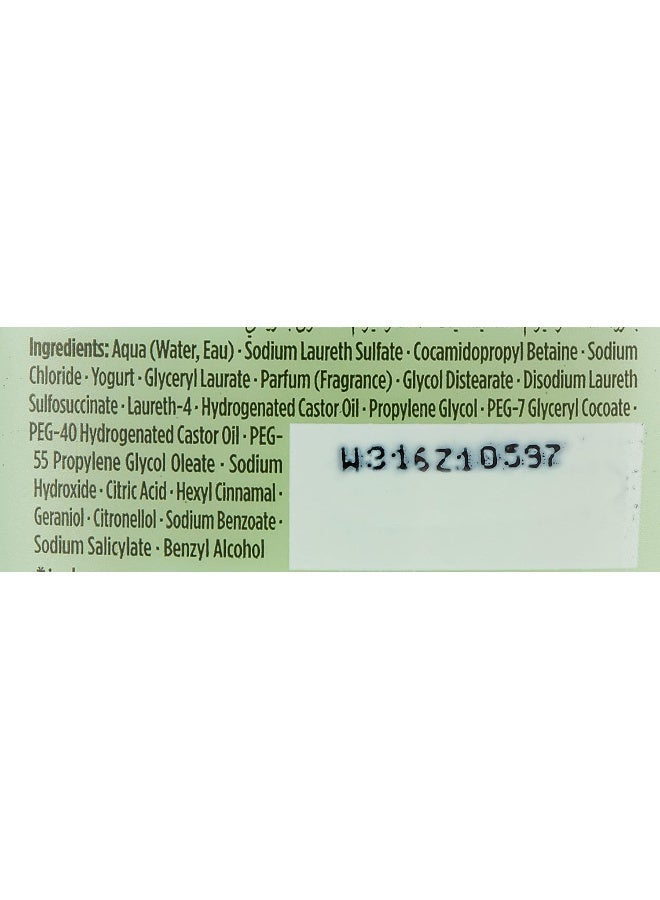 Ingredients: Aqua (Water, Eau) · Sodium Laureth Sulfate · Cocamidopropyl Betaine · Sodium
Chloride · Yogurt · Glyceryl Laurate · Parfum (Fragrance) · Glycol Distearate · Disodium Laureth
Sulfosuccinate · Laureth-4 · Hydrogenated Castor Oil · Propylene Glycol · PEG-7 Glyceryl Cocoate ·
PEG-40 Hydrogenated Castor Oil · PEG-
55 Propylene Glycol Oleate · Sodium
Hydroxide · Citric Acid · Hexyl Cinnamal ·
Geraniol · Citronellol · Sodium Benzoate ·
Sodium Salicylate · Benzyl Alcohol
W316Z10597